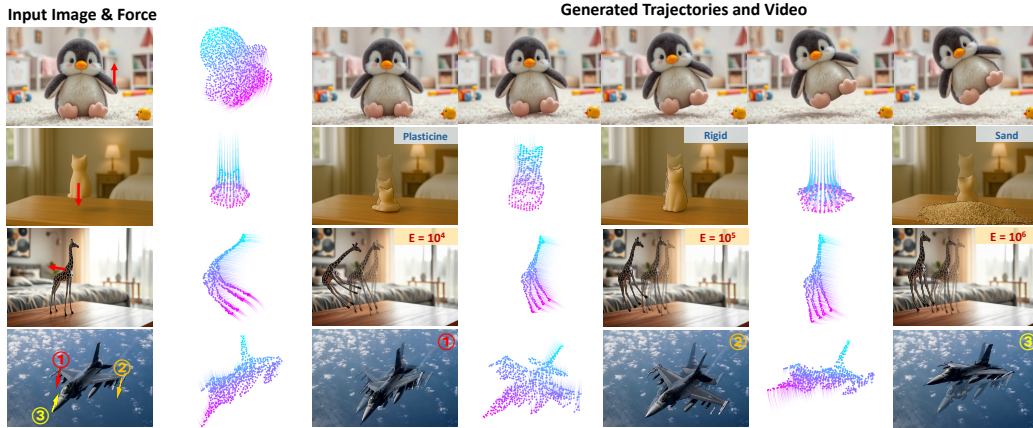 Input Image & Force
Generated Trajectories and Video
Plasticine
Rigid
Sand
E = 10⁴
E = 10⁵
E = 10⁶
①
②
③
①
②
③